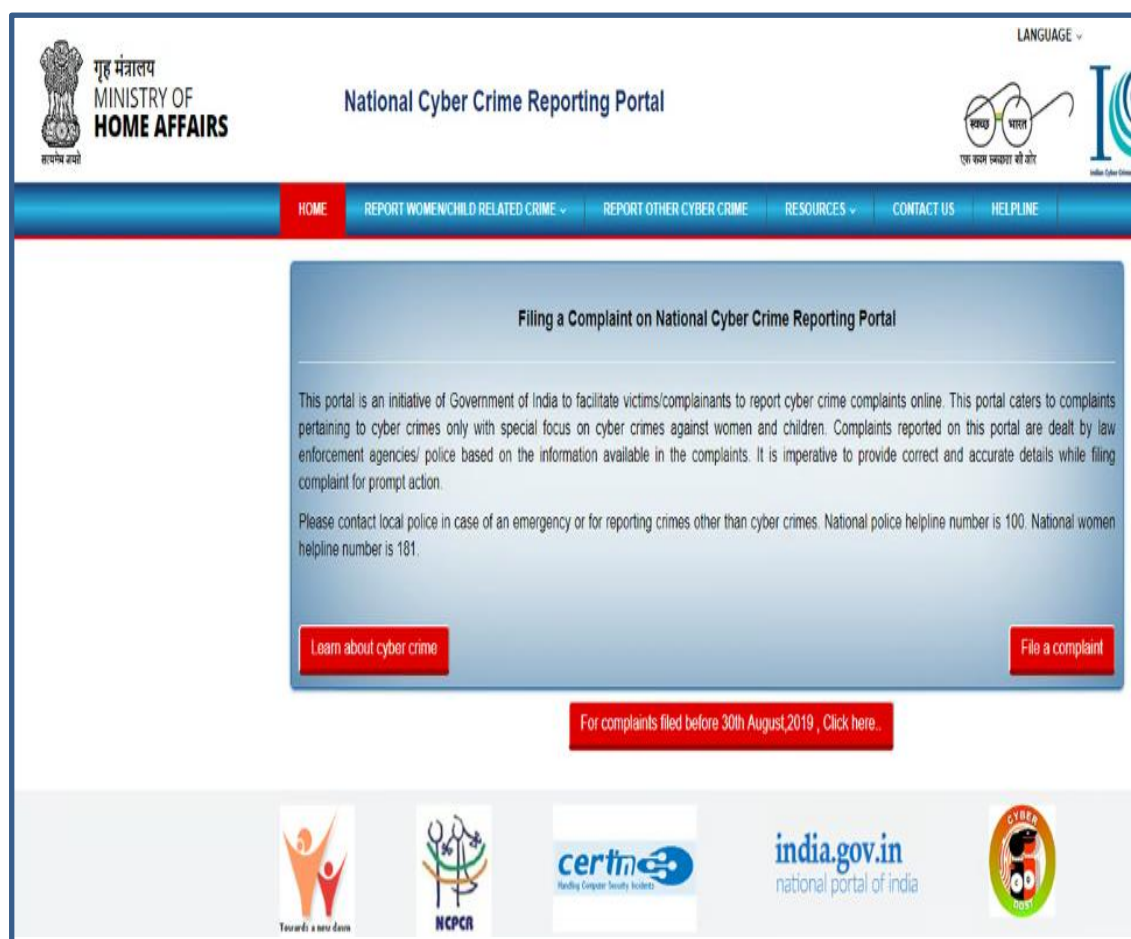 LANGUAGE
गृह मंत्रालय
MINISTRY OF
HOME AFFAIRS
सत्यमेव जयते
National Cyber Crime Reporting Portal
स्वच्छ भारत
एक कदम स्वच्छता की ओर
HOME REPORT WOMEN/CHILD RELATED CRIME REPORT OTHER CYBER CRIME RESOURCES CONTACT US HELPLINE
Filing a Complaint on National Cyber Crime Reporting Portal
This portal is an initiative of Government of India to facilitate victims/complainants to report cyber crime complaints online. This portal caters to complaints
pertaining to cyber crimes only with special focus on cyber crimes against women and children. Complaints reported on this portal are dealt by law
enforcement agencies/ police based on the information available in the complaints. It is imperative to provide correct and accurate details while filing
complaint for prompt action.
Please contact local police in case of an emergency or for reporting crimes other than cyber crimes. National police helpline number is 100. National women
helpline number is 181.
Learn about cyber crime
File a complaint
For complaints filed before 30th August,2019 , Click here..
Towards a new dawn
NCPCR
certin
Handling Computer Security Incidents
india.gov.in
national portal of india
CYBER
DOST